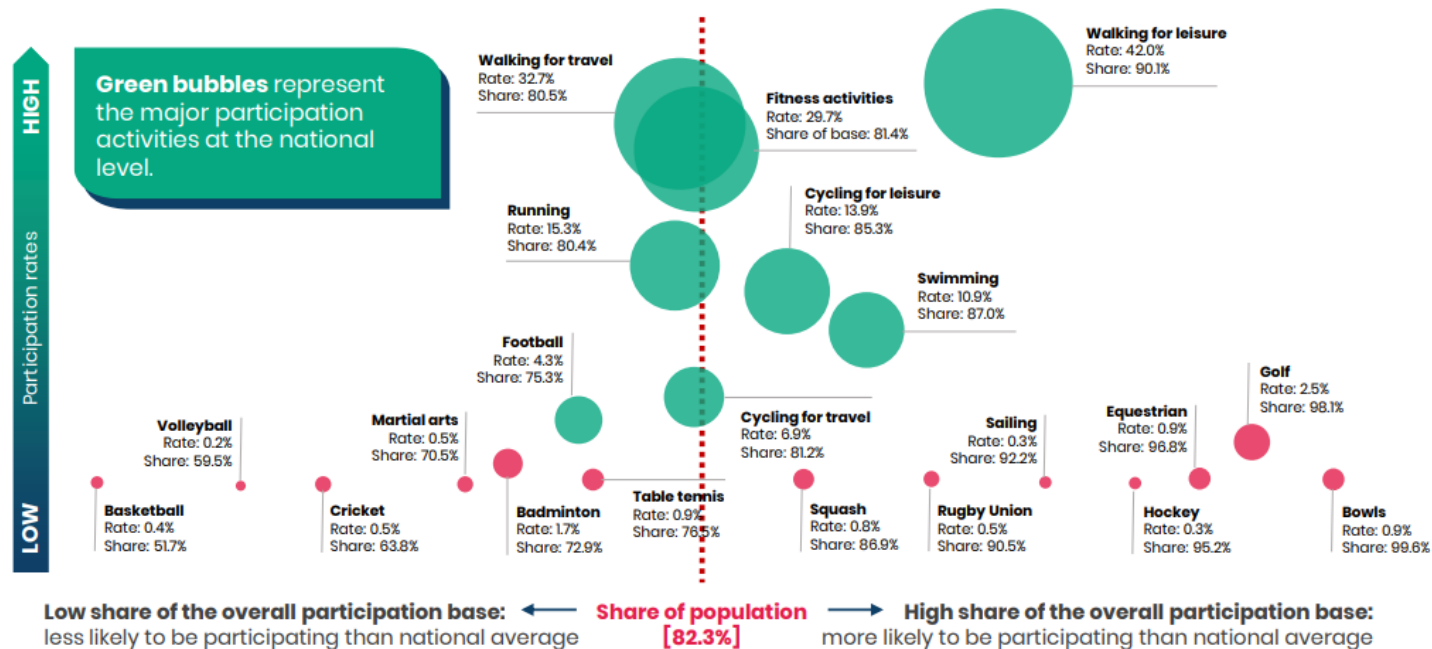 HIGH
Participation rates
LOW
Green bubbles represent
the major participation
activities at the national
level.
Walking for travel
Rate: 32.7%
Share: 80.5%
Walking for leisure
Rate: 42.0%
Share: 90.1%
Fitness activities
Rate: 29.7%
Share of base: 81.4%
Cycling for leisure
Rate: 13.9%
Share: 85.3%
Running
Rate: 15.3%
Share: 80.4%
Swimming
Rate: 10.9%
Share: 87.0%
Football
Rate: 4.3%
Share: 75.3%
Golf
Rate: 2.5%
Share: 98.1%
Volleyball
Rate: 0.2%
Share: 59.5%
Martial arts
Rate: 0.5%
Share: 70.5%
Cycling for travel
Rate: 6.9%
Share: 81.2%
Sailing
Rate: 0.3%
Share: 92.2%
Equestrian
Rate: 0.9%
Share: 96.8%
Basketball
Rate: 0.4%
Share: 51.7%
Cricket
Rate: 0.5%
Share: 63.8%
Badminton
Rate: 1.7%
Share: 72.9%
Table tennis
Rate: 0.9%
Share: 76.5%
Squash
Rate: 0.8%
Share: 86.9%
Rugby Union
Rate: 0.5%
Share: 90.5%
Hockey
Rate: 0.3%
Share: 95.2%
Bowls
Rate: 0.9%
Share: 99.6%
Low share of the overall participation base:
less likely to be participating than national average
Share of population
[82.3%]
High share of the overall participation base:
more likely to be participating than national average